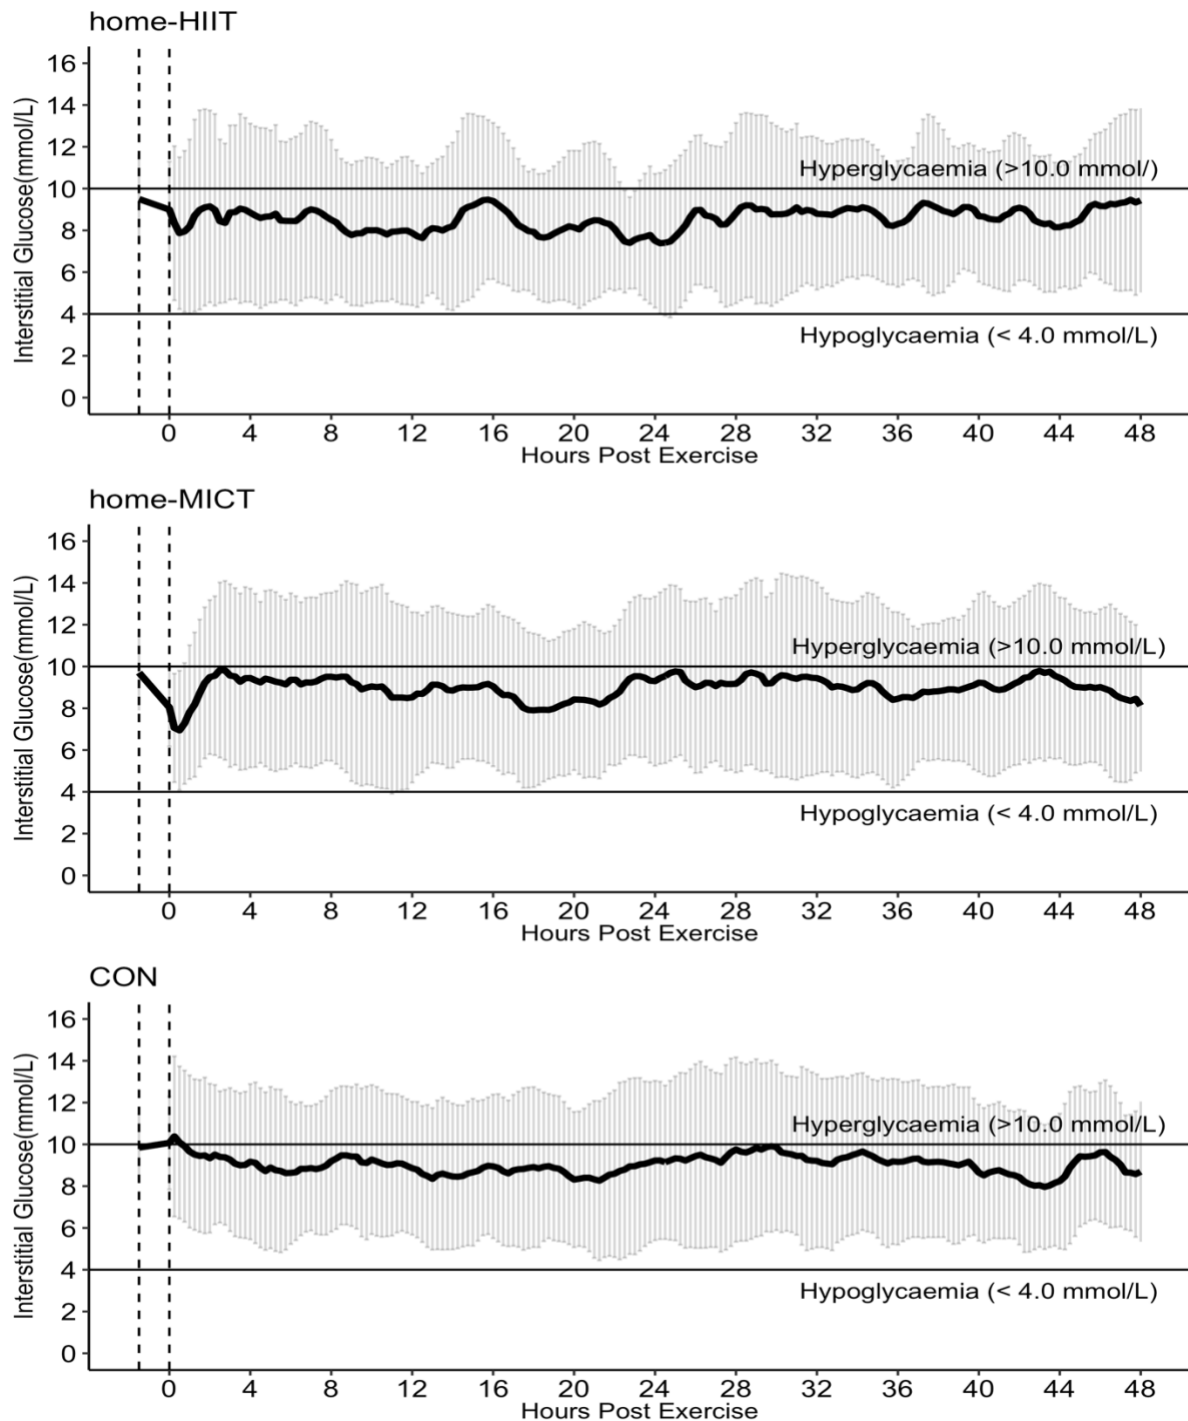 home-HIIT
Interstitial Glucose(mmol/L)
16
14
12
10
8
6
4
2
0
Hyperglycaemia (>10.0 mmol/)
Hypoglycaemia (< 4.0 mmol/L)
0 4 8 12 16 20 24 28 32 36 40 44 48
Hours Post Exercise
home-MICT
Interstitial Glucose(mmol/L)
16
14
12
10
8
6
4
2
0
Hyperglycaemia (>10.0 mmol/L)
Hypoglycaemia (< 4.0 mmol/L)
0 4 8 12 16 20 24 28 32 36 40 44 48
Hours Post Exercise
CON
Interstitial Glucose(mmol/L)
16
14
12
10
8
6
4
2
0
Hyperglycaemia (>10.0 mmol/L)
Hypoglycaemia (< 4.0 mmol/L)
0 4 8 12 16 20 24 28 32 36 40 44 48
Hours Post Exercise